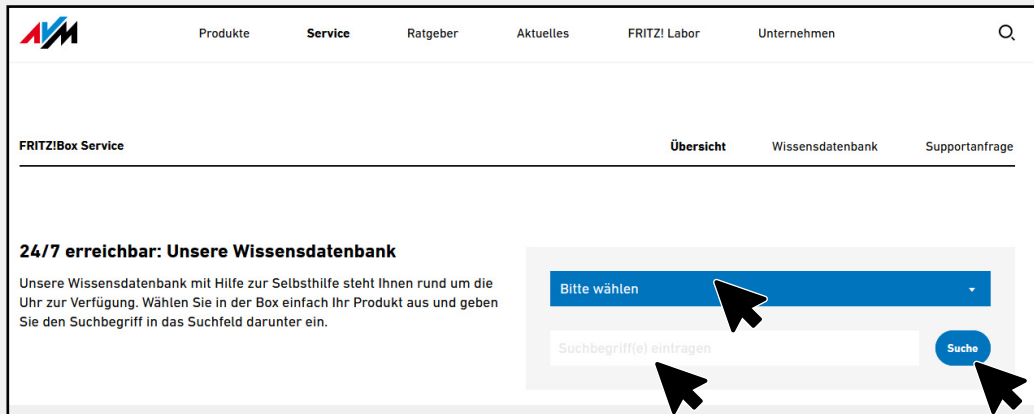 AVM
Produkte
Service
Ratgeber
Aktuelles
FRITZ! Labor
Unternehmen
FRITZ!Box Service
Übersicht
Wissensdatenbank
Supportanfrage
24/7 erreichbar: Unsere Wissensdatenbank
Unsere Wissensdatenbank mit Hilfe zur Selbsthilfe steht Ihnen rund um die
Uhr zur Verfügung. Wählen Sie in der Box einfach Ihr Produkt aus und geben
Sie den Suchbegriff in das Suchfeld darunter ein.
Bitte wählen
Suchbegriff(e) eintragen
Suche